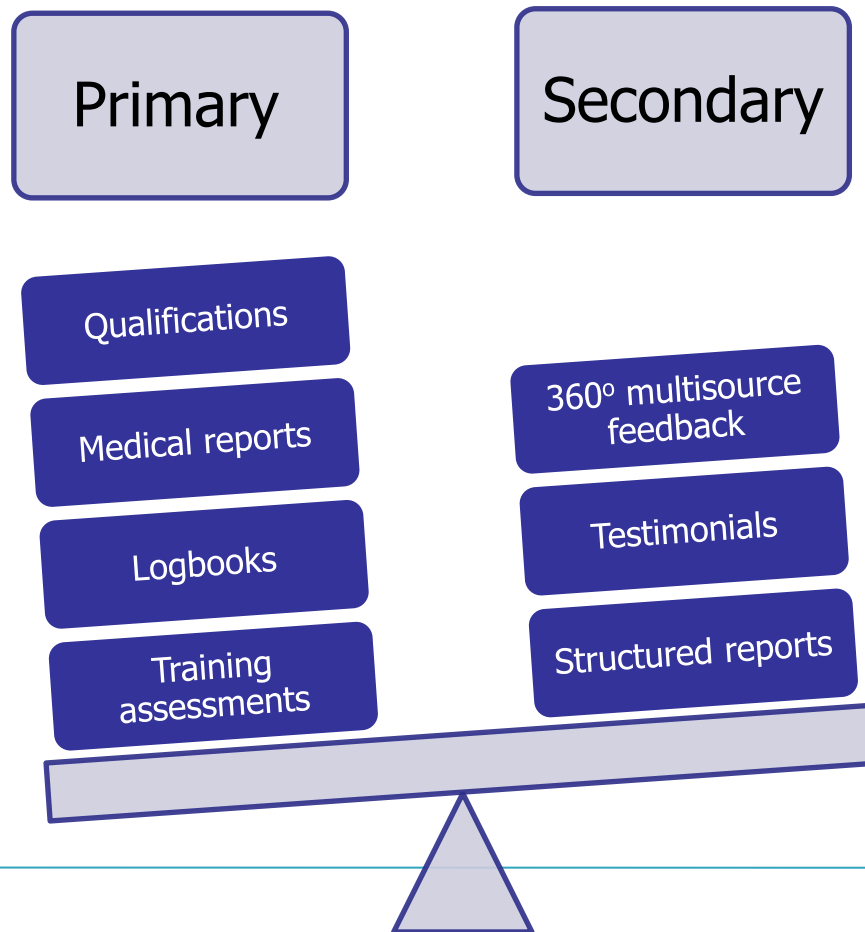 Primary
Secondary
Qualifications
Medical reports
Logbooks
Training
assessments
360º multisource
feedback
Testimonials
Structured reports